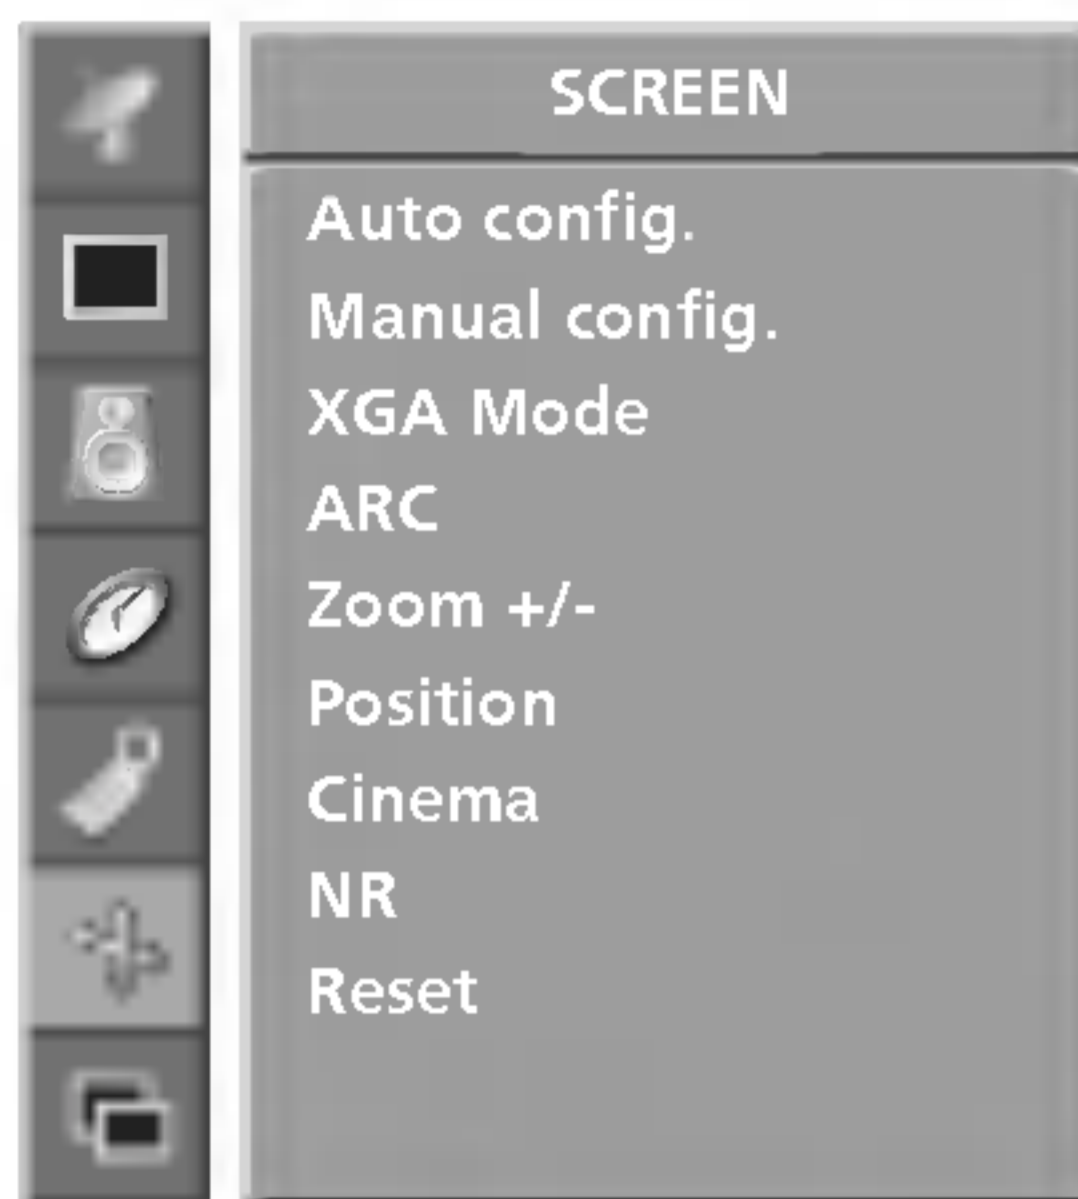 SCREEN
Auto config.
Manual config.
XGA Mode
ARC
Zoom +/-
Position
Cinema
NR
Reset